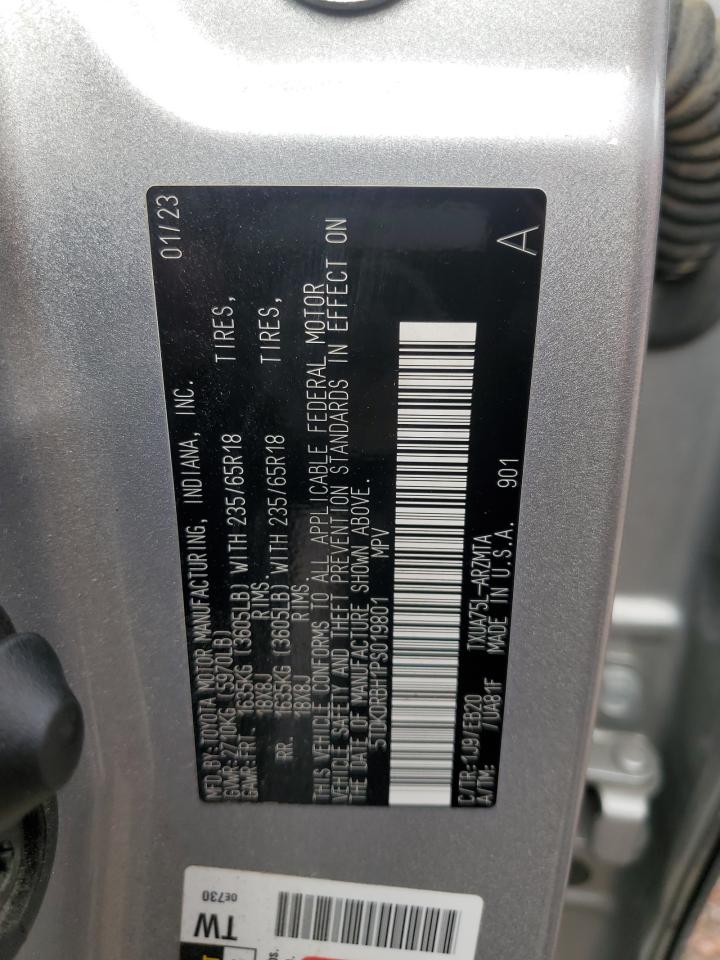 MFD.BY:TOYOTA MOTOR MANUFACTURING, INDIANA, INC. 01/23
GVWR:2710KG (5970LB)
GAWR:FRT. 1635KG (3605LB) WITH 235/65R18 TIRES,
18X8J RIMS.
RR. 1635KG (3605LB) WITH 235/65R18 TIRES,
18X8J RIMS.
THIS VEHICLE CONFORMS TO ALL APPLICABLE FEDERAL MOTOR
VEHICLE SAFETY/AND THEFT PREVENTION STANDARDS IN EFFECT ON
THE DATE OF MANUFACTURE SHOWN ABOVE.
5TDKDRBH1PS019801 MPV
C/TR:1J9/EB20 TXUA75L-ARZMTA
A/TM: /UA81F MADE IN U.S.A. 901 A
TW
0E730